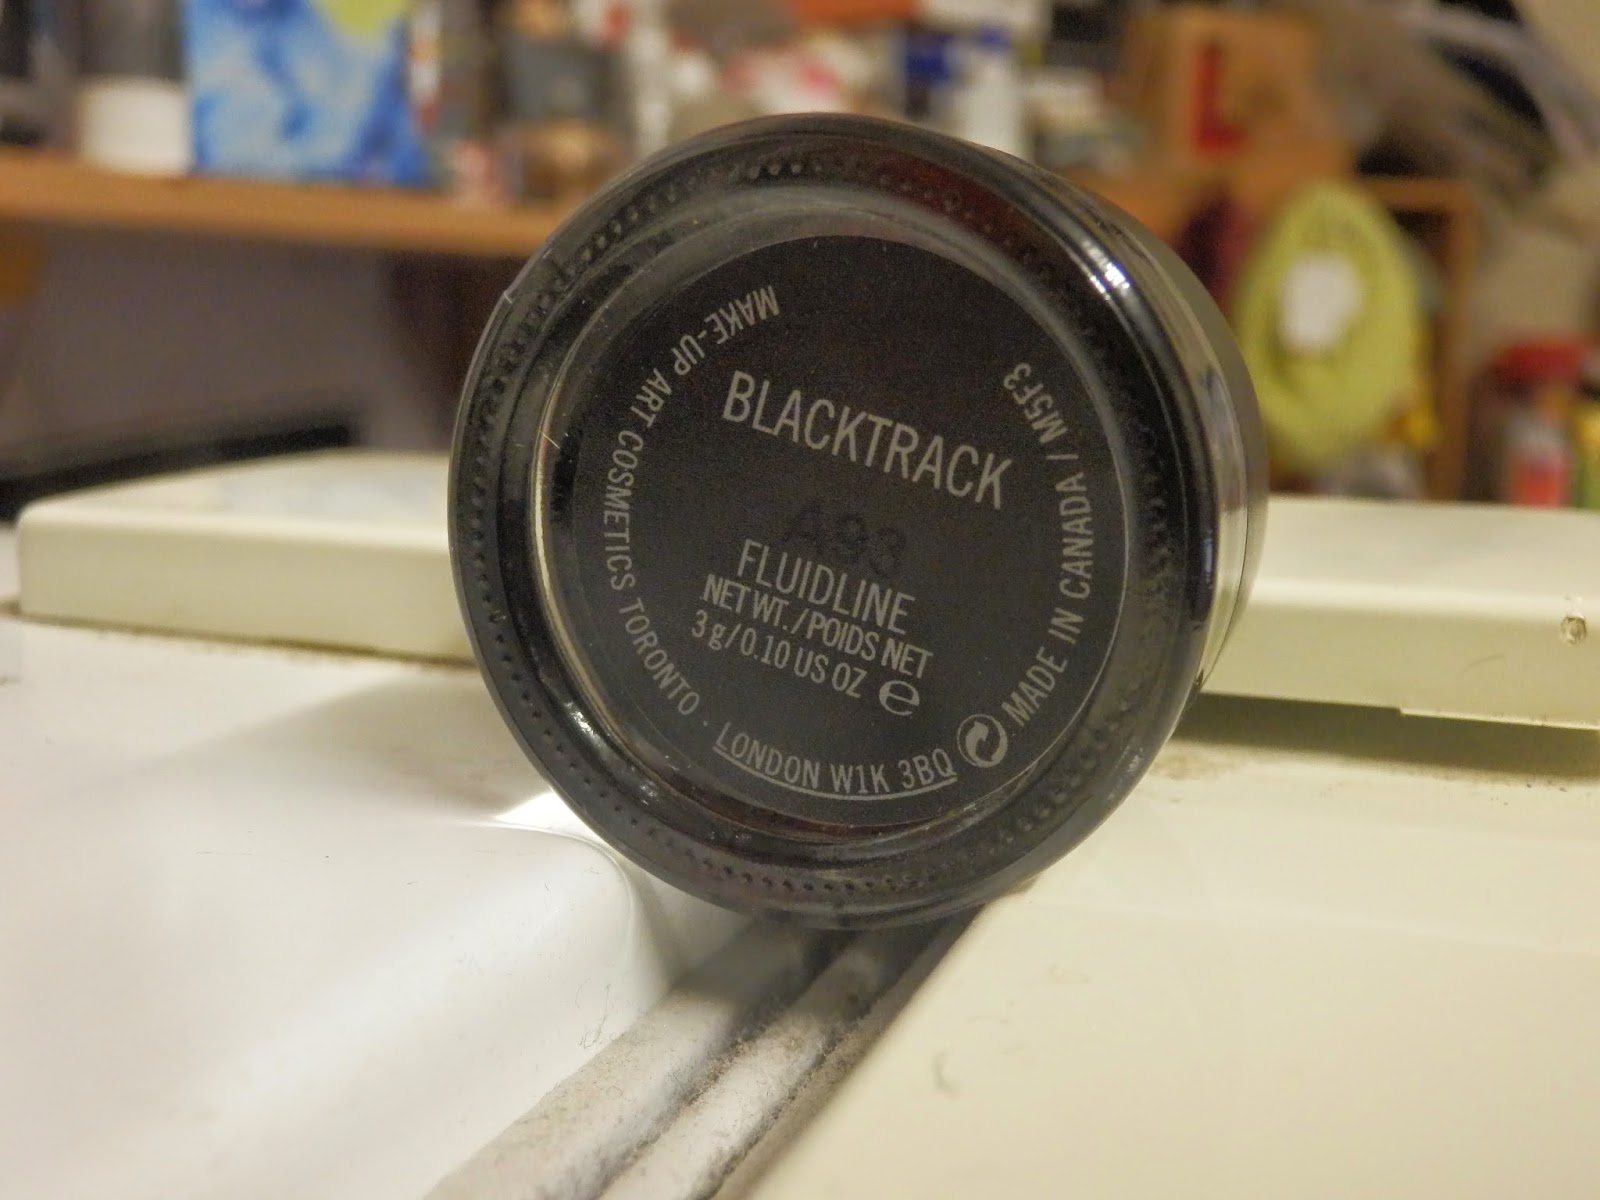 BLACKTRACK
A93
FLUIDLINE
NET WT./POIDS NET
3 g/0.10 US OZ ℮
MAKE-UP ART COSMETICS TORONTO · LONDON W1K 3BQ
MADE IN CANADA / M5F3